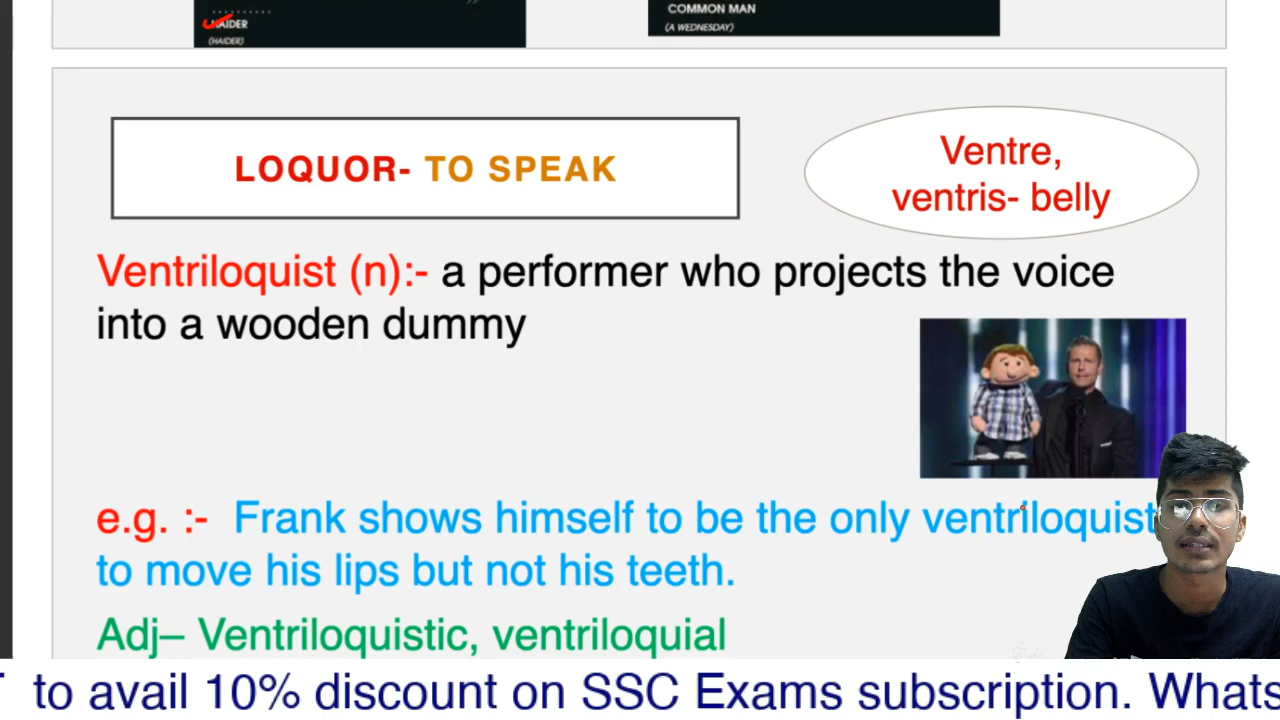 HAIDER
(HAIDER)
COMMON MAN
(A WEDNESDAY)
LOQUOR- TO SPEAK
Ventre,
ventris- belly
Ventriloquist (n):- a performer who projects the voice
into a wooden dummy
e.g. :- Frank shows himself to be the only ventriloquist
to move his lips but not his teeth.
Adj– Ventriloquistic, ventriloquial
to avail 10% discount on SSC Exams subscription. Whats